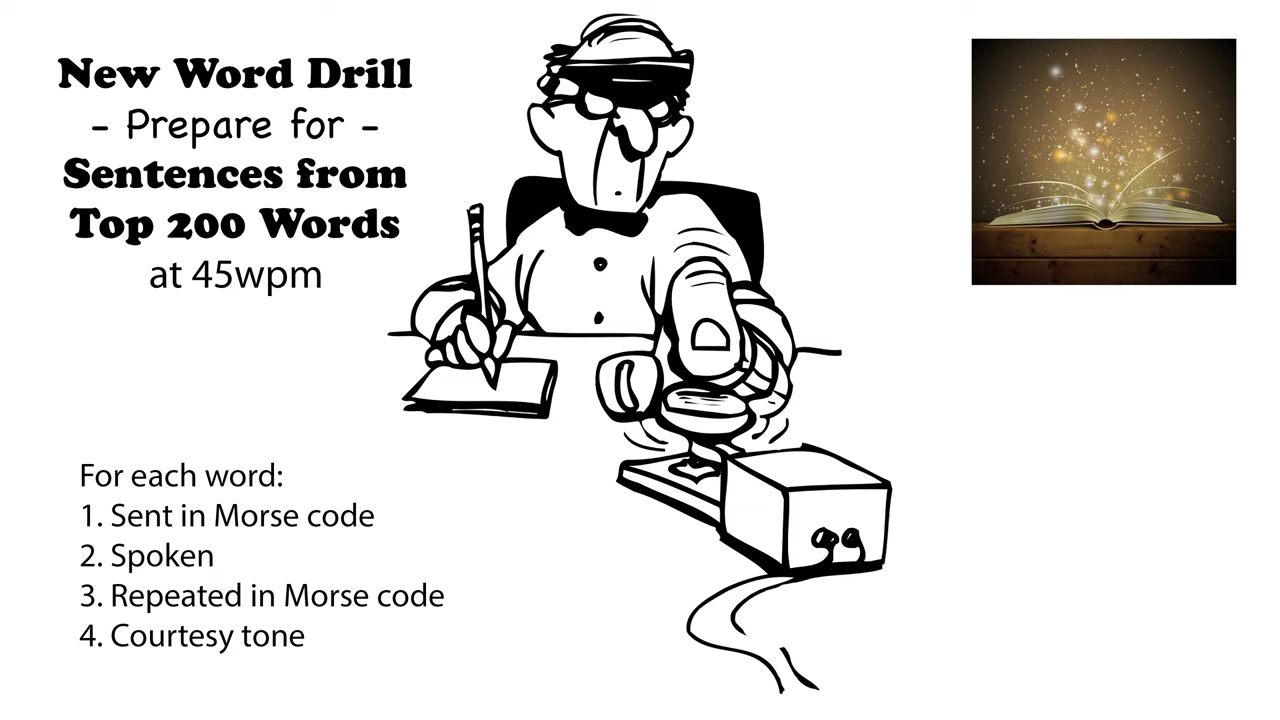 New Word Drill
- Prepare for -
Sentences from
Top 200 Words
at 45wpm
For each word:
1. Sent in Morse code
2. Spoken
3. Repeated in Morse code
4. Courtesy tone